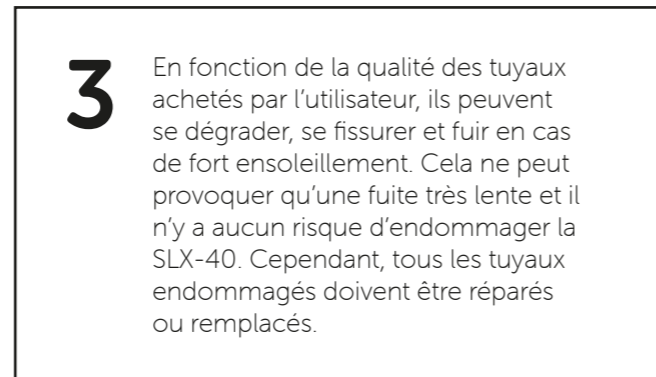 3
En fonction de la qualité des tuyaux
achetés par l’utilisateur, ils peuvent
se dégrader, se fissurer et fuir en cas
de fort ensoleillement. Cela ne peut
provoquer qu’une fuite très lente et il
n’y a aucun risque d’endommager la
SLX-40. Cependant, tous les tuyaux
endommagés doivent être réparés
ou remplacés.